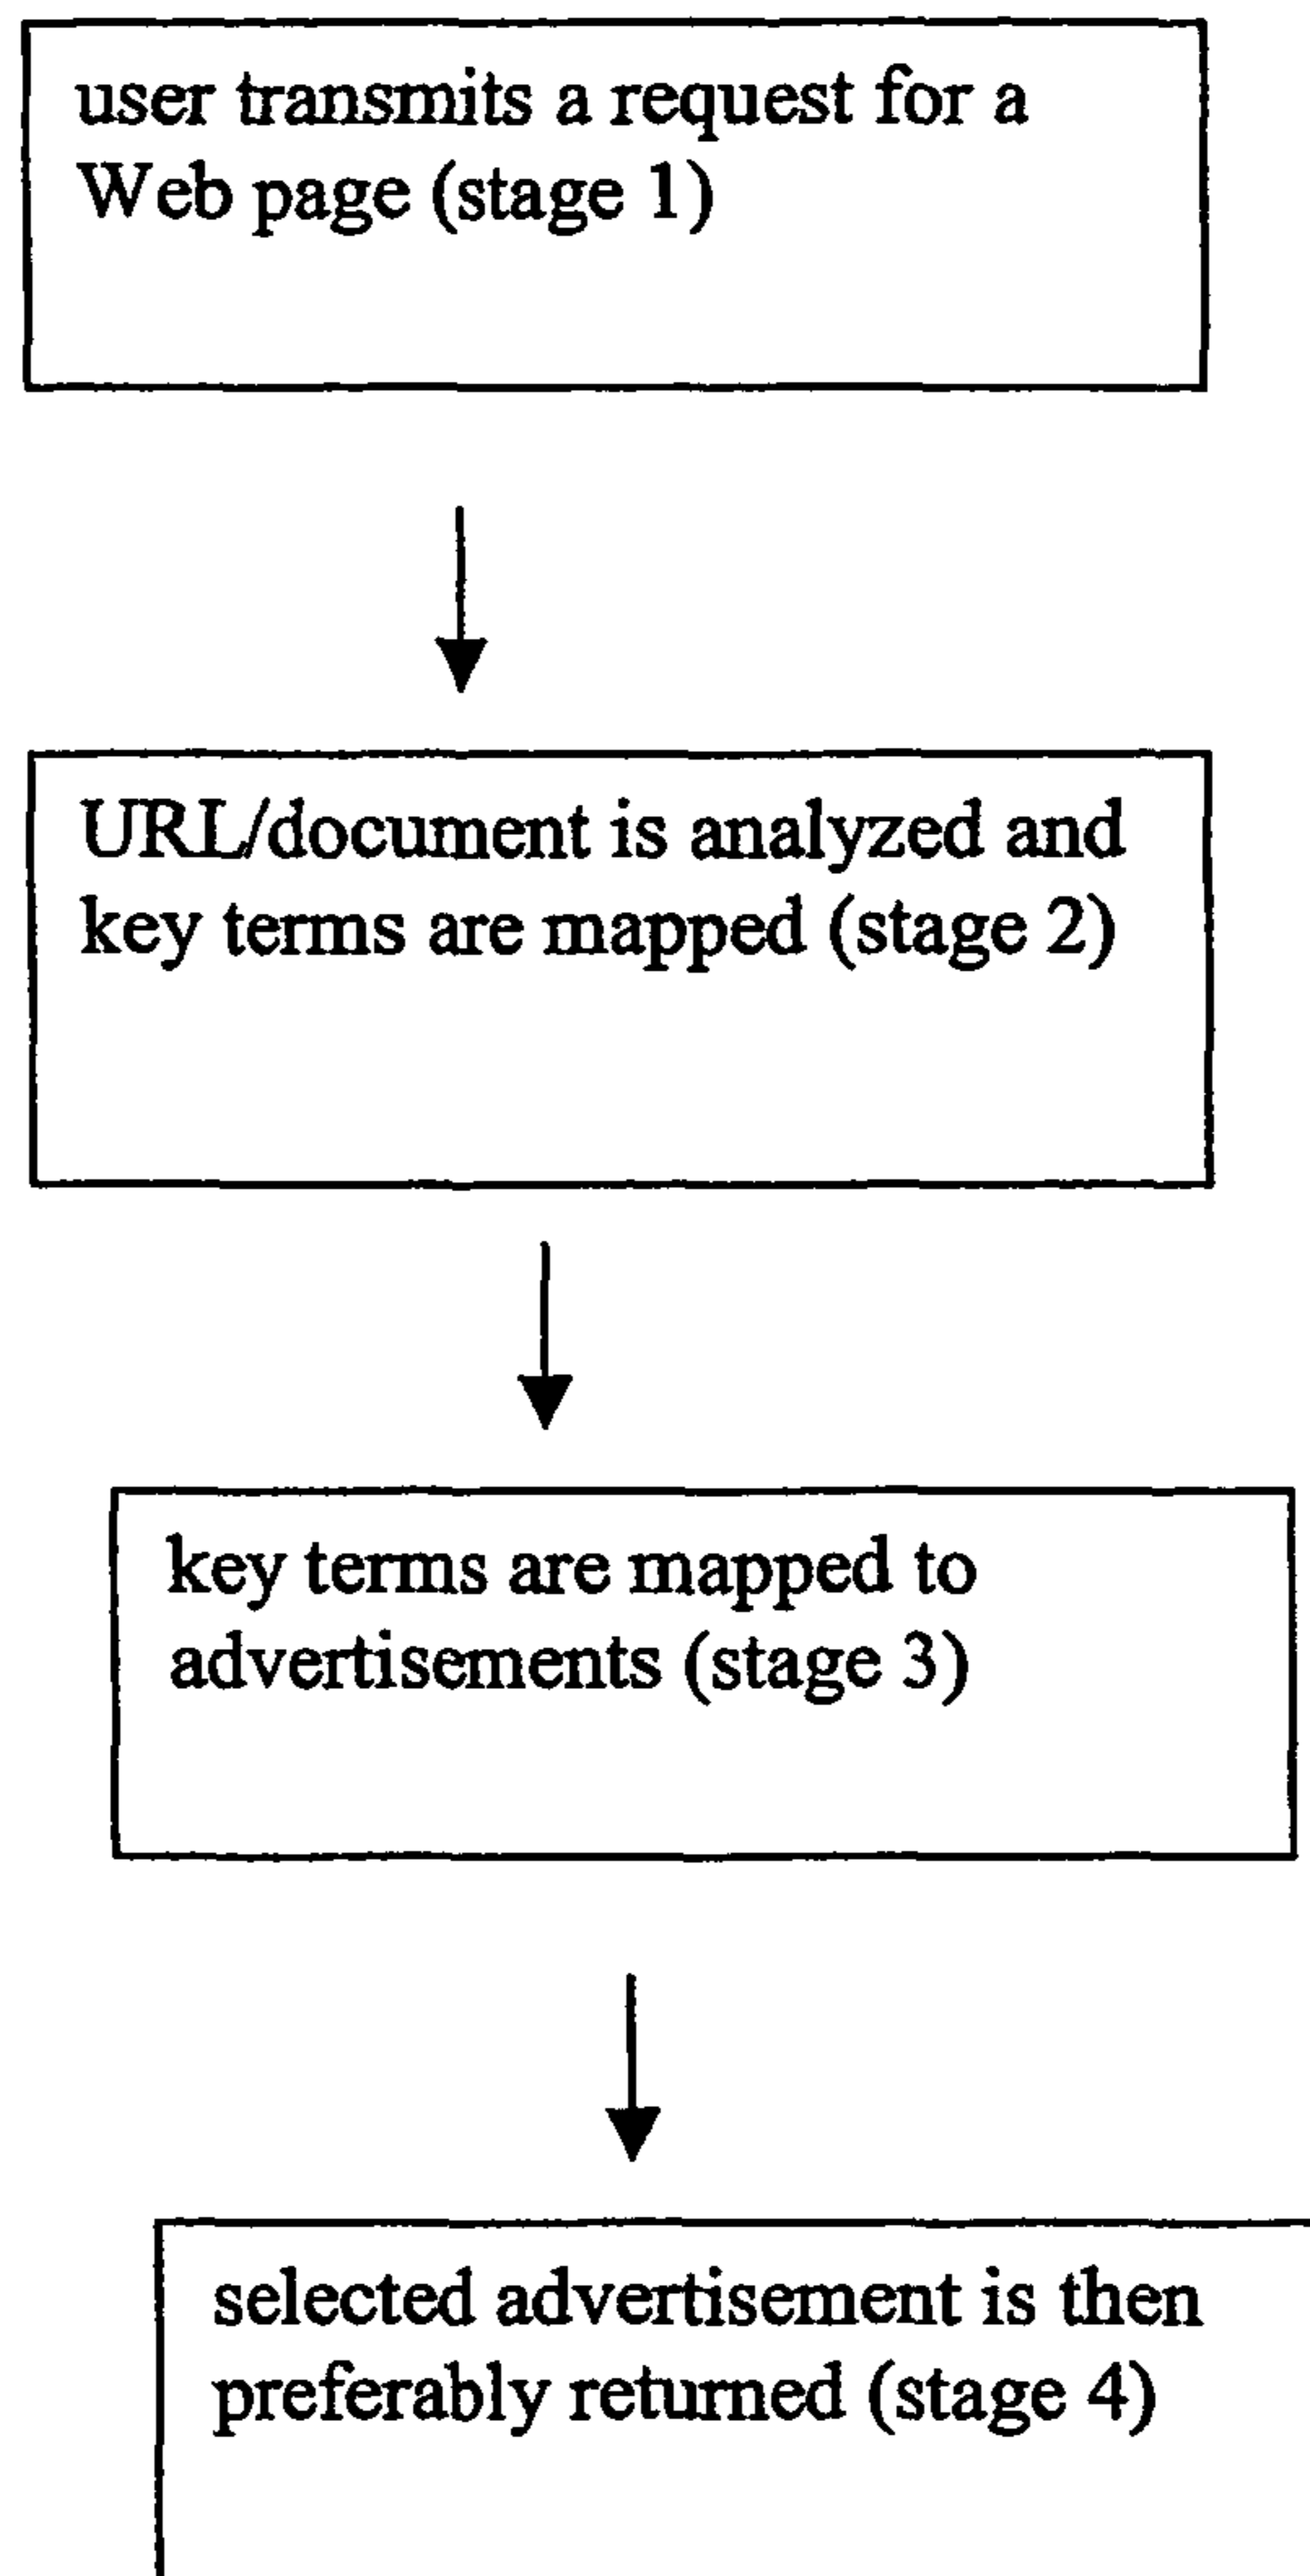 user transmits a request for a
Web page (stage 1)
URL/document is analyzed and
key terms are mapped (stage 2)
key terms are mapped to
advertisements (stage 3)
selected advertisement is then
preferably returned (stage 4)